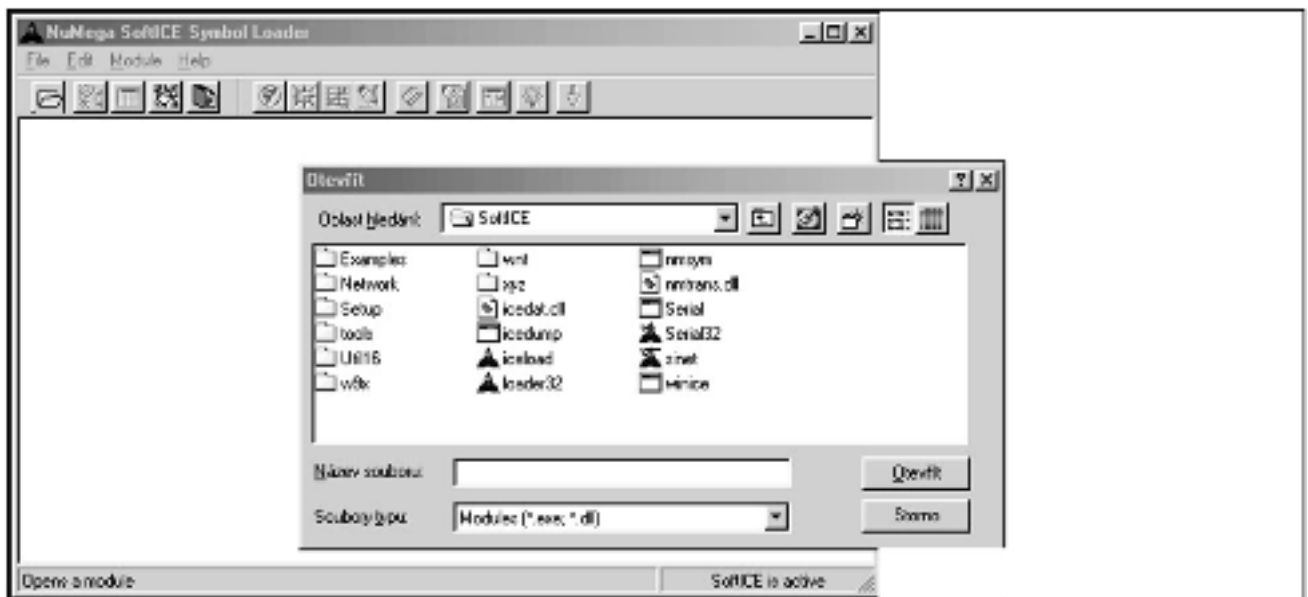 NuMega SoftICE Symbol Loader
File Edit Module Help
Otevřít
Oblast hledání: SoftICE
Examples wnt nmsym
Network xyz nmtrans.dll
Setup icedat.dll Serial
tools icedump Serial32
Util16 iceload sinet
w9x loader32 winice
Název souboru: Otevřít
Soubory typu: Modules (*.exe; *.dll) Storno
Opens a module SoftICE is active